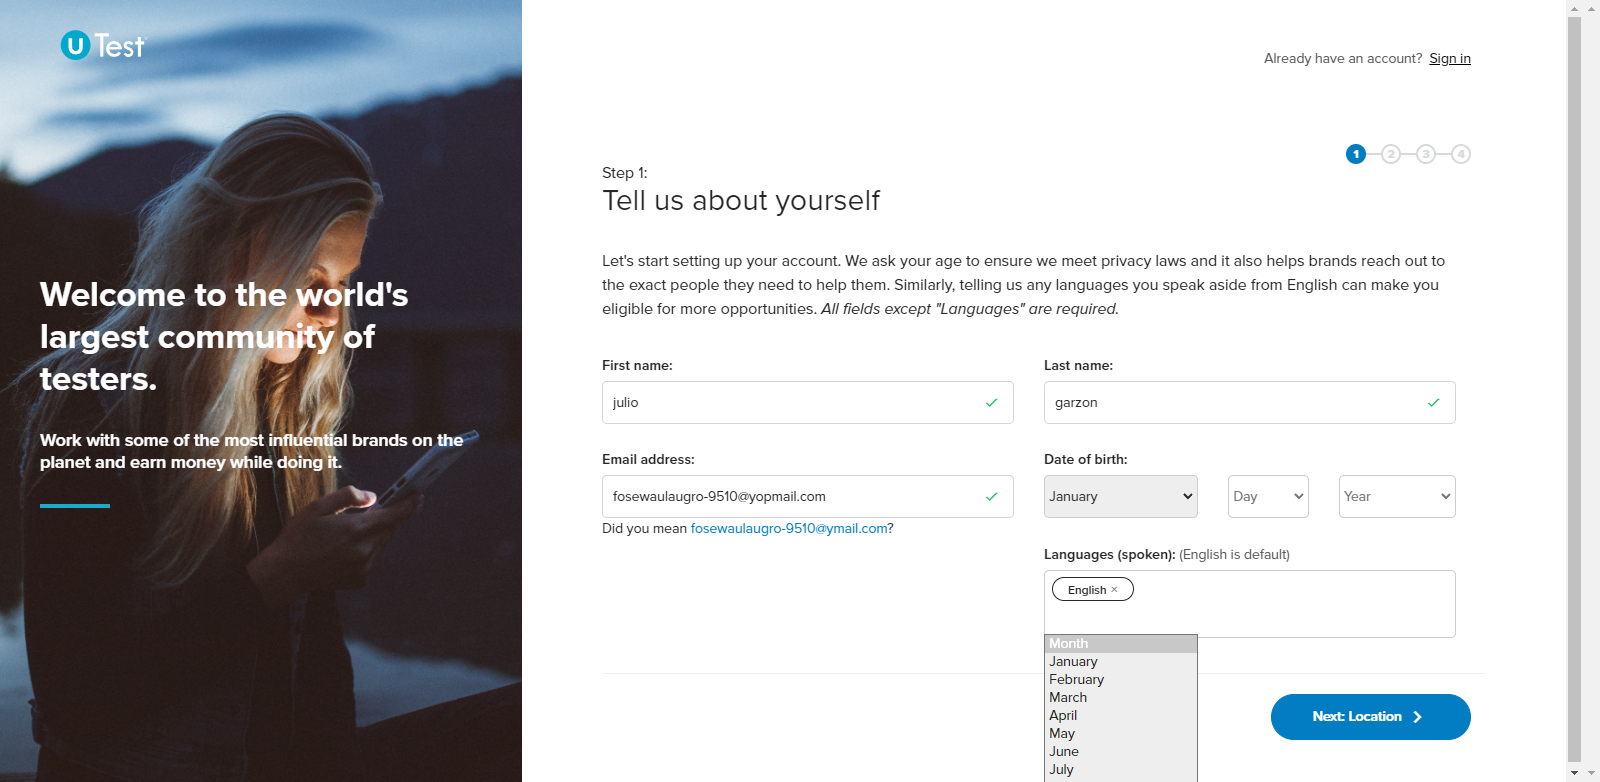 uTest
Welcome to the world's
largest community of
testers.
Work with some of the most influential brands on the
planet and earn money while doing it.
Already have an account? Sign in
1 2 3 4
Step 1:
Tell us about yourself
Let's start setting up your account. We ask your age to ensure we meet privacy laws and it also helps brands reach out to
the exact people they need to help them. Similarly, telling us any languages you speak aside from English can make you
eligible for more opportunities. All fields except "Languages" are required.
First name:
julio
Last name:
garzon
Email address:
fosewaulaugro-9510@yopmail.com
Did you mean fosewaulaugro-9510@ymail.com?
Date of birth:
January Day Year
Languages (spoken): (English is default)
English ×
Month
January
February
March
April
May
June
July
Next: Location